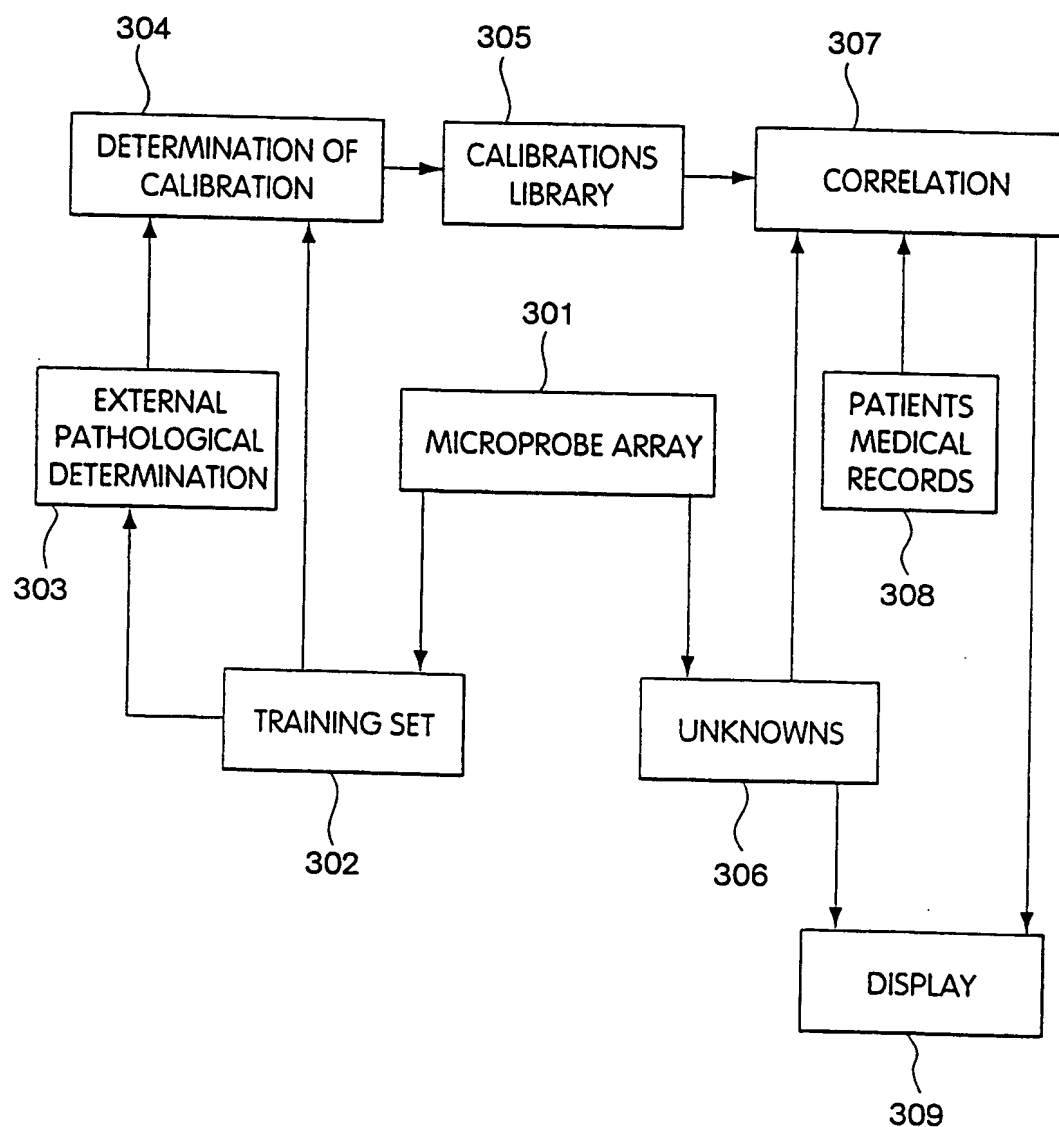 304
305
307
DETERMINATION OF
CALIBRATION
CALIBRATIONS
LIBRARY
CORRELATION
301
EXTERNAL
PATHOLOGICAL
DETERMINATION
MICROPROBE ARRAY
PATIENTS
MEDICAL
RECORDS
303
308
TRAINING SET
UNKNOWNS
302
306
DISPLAY
309